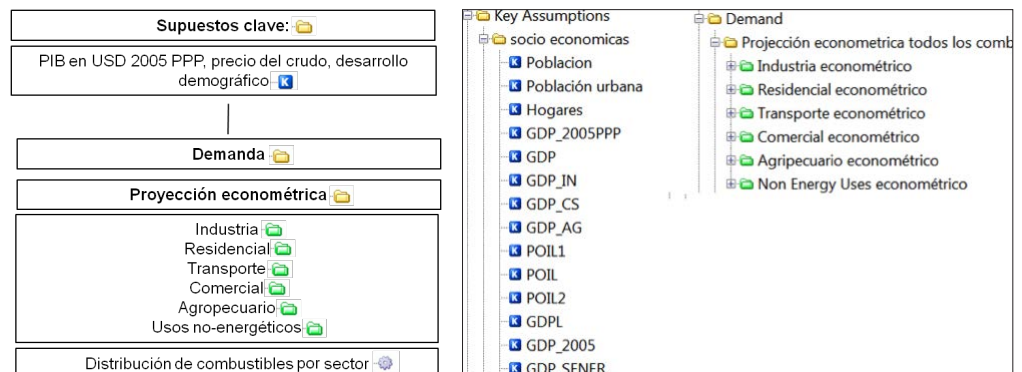 Supuestos clave:
PIB en USD 2005 PPP, precio del crudo, desarrollo
demográfico
Demanda
Proyección econométrica
Industria
Residencial
Transporte
Comercial
Agropecuario
Usos no-energéticos
Distribución de combustibles por sector
Key Assumptions
socio economicas
Poblacion
Población urbana
Hogares
GDP_2005PPP
GDP
GDP_IN
GDP_CS
GDP_AG
POIL1
POIL
POIL2
GDPL
GDP_2005
GDP_SENER
Demand
Projección econometrica todos los comb
Industria econométrico
Residencial econométrico
Transporte econométrico
Comercial econométrico
Agripecuario econométrico
Non Energy Uses econométrico